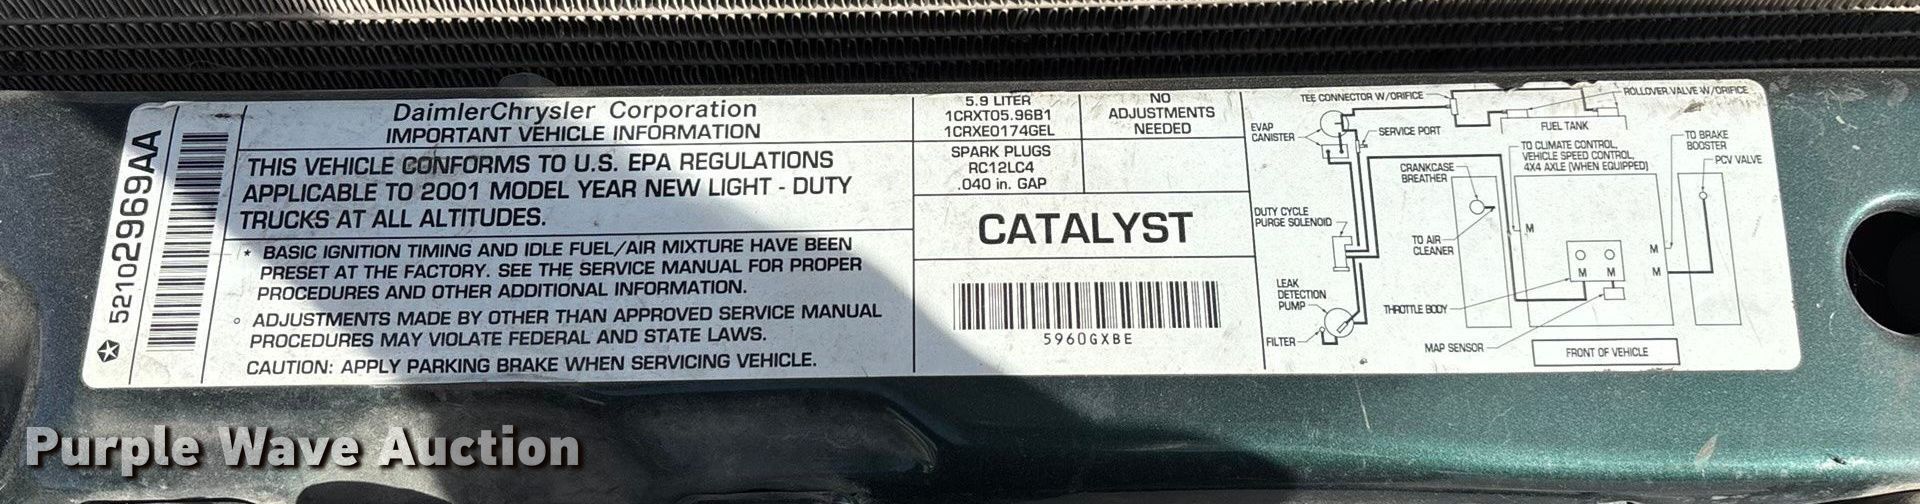 52102969AA
DaimlerChrysler Corporation
IMPORTANT VEHICLE INFORMATION
THIS VEHICLE CONFORMS TO U.S. EPA REGULATIONS
APPLICABLE TO 2001 MODEL YEAR NEW LIGHT - DUTY
TRUCKS AT ALL ALTITUDES.
* BASIC IGNITION TIMING AND IDLE FUEL/AIR MIXTURE HAVE BEEN
PRESET AT THE FACTORY. SEE THE SERVICE MANUAL FOR PROPER
PROCEDURES AND OTHER ADDITIONAL INFORMATION.
° ADJUSTMENTS MADE BY OTHER THAN APPROVED SERVICE MANUAL
PROCEDURES MAY VIOLATE FEDERAL AND STATE LAWS.
CAUTION: APPLY PARKING BRAKE WHEN SERVICING VEHICLE.
5.9 LITER
1CRXT05.96B1
1CRXE0174GEL
NO
ADJUSTMENTS
NEEDED
SPARK PLUGS
RC12LC4
.040 in. GAP
CATALYST
5960GXBE
TEE CONNECTOR W/ORIFICE
ROLLOVER VALVE W/ORIFICE
EVAP
CANISTER
SERVICE PORT
FUEL TANK
TO CLIMATE CONTROL,
VEHICLE SPEED CONTROL,
4X4 AXLE (WHEN EQUIPPED)
TO BRAKE
BOOSTER
PCV VALVE
CRANKCASE
BREATHER
DUTY CYCLE
PURGE SOLENOID
TO AIR
CLEANER
M
M
M
M
M
LEAK
DETECTION
PUMP
THROTTLE BODY
FILTER
MAP SENSOR
FRONT OF VEHICLE
Purple Wave Auction